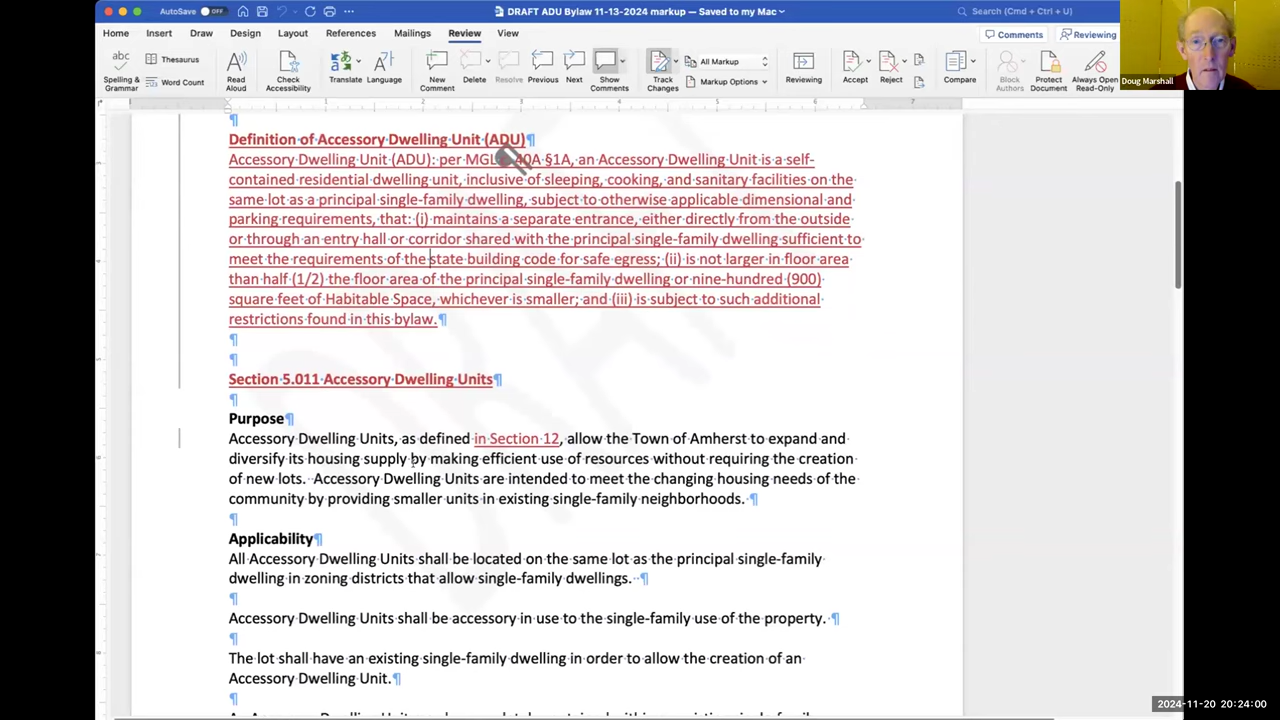 AutoSave OFF DRAFT ADU Bylaw 11-13-2024 markup — Saved to my Mac Search (Cmd + Ctrl + U)
Home Insert Draw Design Layout References Mailings Review View Comments Reviewing
Spelling & Grammar Thesaurus Word Count Read Aloud Check Accessibility Translate Language New Comment Delete Resolve Previous Next Show Comments Track Changes All Markup Markup Options Reviewing Accept Reject Compare Block Authors Protect Document Always Open Read-Only
Doug Marshall
2 3 4 5 6 7
Definition of Accessory Dwelling Unit (ADU)¶
Accessory Dwelling Unit (ADU): per MGL 40A §1A, an Accessory Dwelling Unit is a self-
contained residential dwelling unit, inclusive of sleeping, cooking, and sanitary facilities on the
same lot as a principal single-family dwelling, subject to otherwise applicable dimensional and
parking requirements, that: (i) maintains a separate entrance, either directly from the outside
or through an entry hall or corridor shared with the principal single-family dwelling sufficient to
meet the requirements of the state building code for safe egress; (ii) is not larger in floor area
than half (1/2) the floor area of the principal single-family dwelling or nine-hundred (900)
square feet of Habitable Space, whichever is smaller; and (iii) is subject to such additional
restrictions found in this bylaw.¶
Section 5.011 Accessory Dwelling Units¶
Purpose¶
Accessory Dwelling Units, as defined in Section 12, allow the Town of Amherst to expand and
diversify its housing supply by making efficient use of resources without requiring the creation
of new lots. Accessory Dwelling Units are intended to meet the changing housing needs of the
community by providing smaller units in existing single-family neighborhoods. ¶
Applicability¶
All Accessory Dwelling Units shall be located on the same lot as the principal single-family
dwelling in zoning districts that allow single-family dwellings. ¶
Accessory Dwelling Units shall be accessory in use to the single-family use of the property. ¶
The lot shall have an existing single-family dwelling in order to allow the creation of an
Accessory Dwelling Unit.¶
2024-11-20 20:24:00